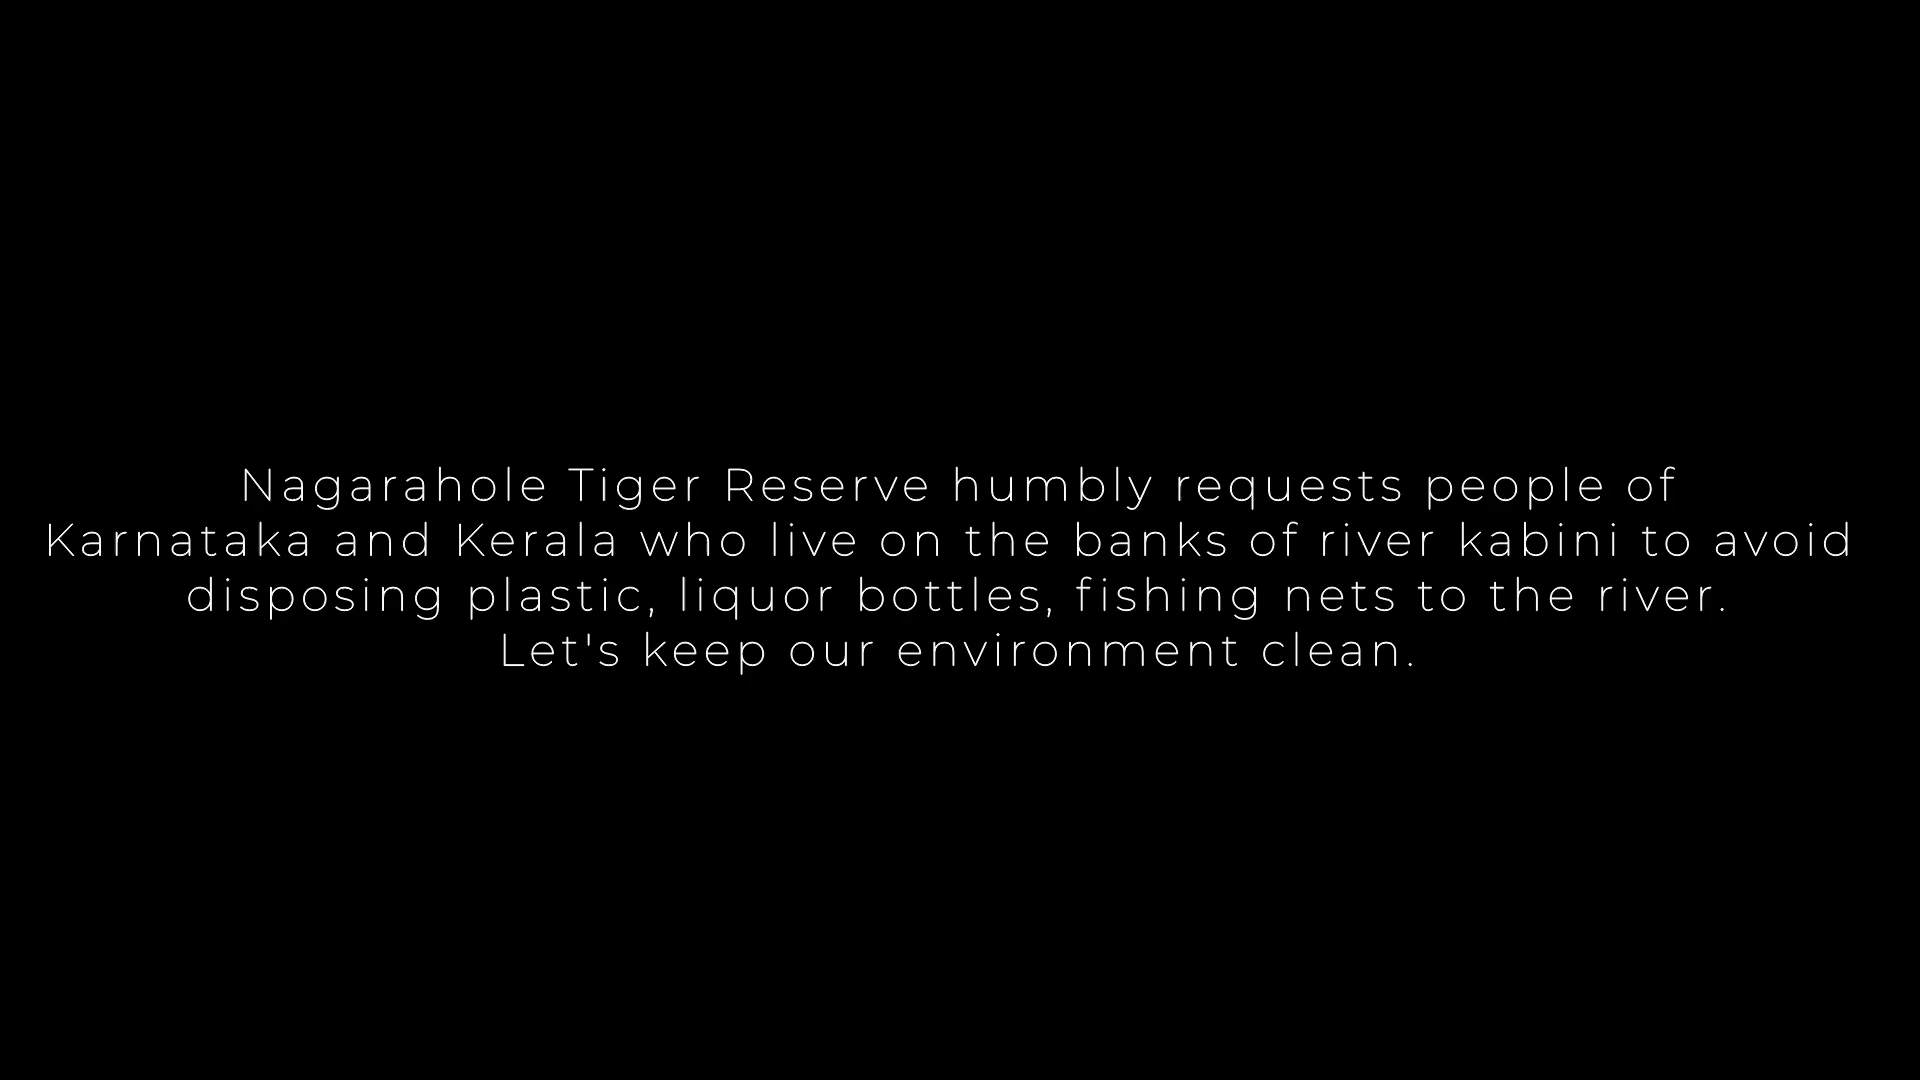 Nagarahole Tiger Reserve humbly requests people of
Karnataka and Kerala who live on the banks of river kabini to avoid
disposing plastic, liquor bottles, fishing nets to the river.
Let's keep our environment clean.